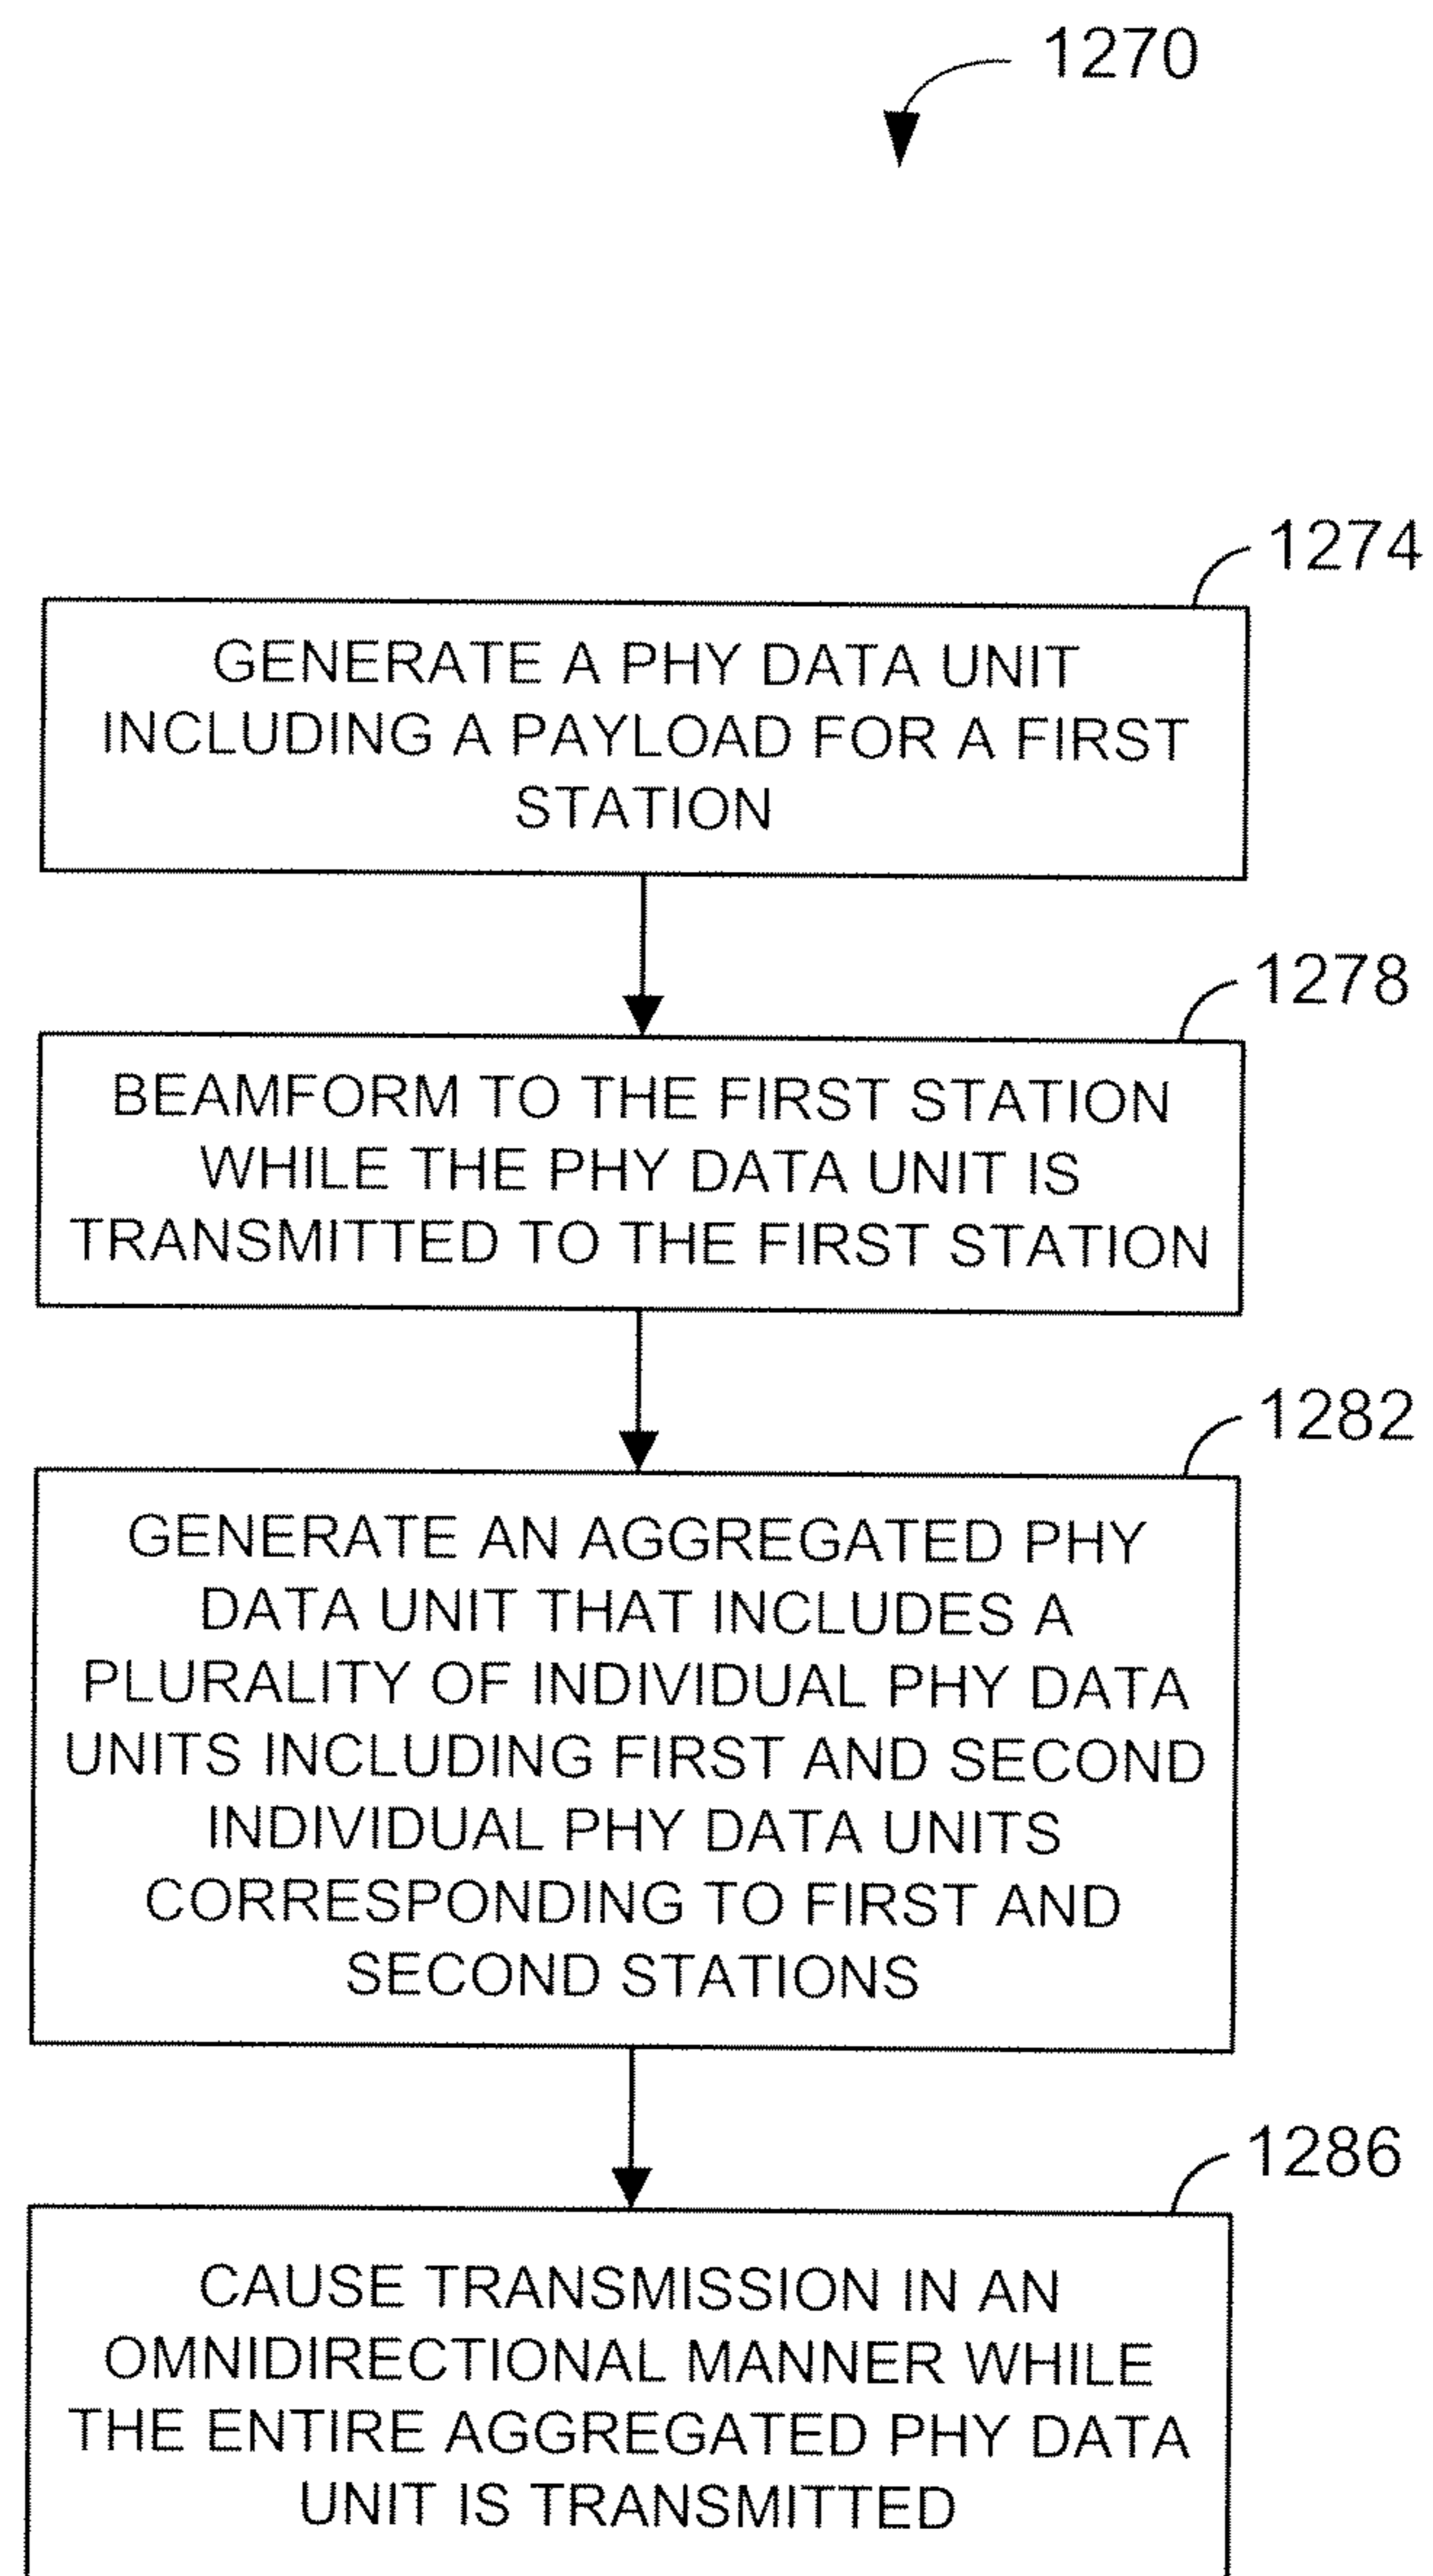 1270
1274
GENERATE A PHY DATA UNIT
INCLUDING A PAYLOAD FOR A FIRST
STATION
1278
BEAMFORM TO THE FIRST STATION
WHILE THE PHY DATA UNIT IS
TRANSMITTED TO THE FIRST STATION
1282
GENERATE AN AGGREGATED PHY
DATA UNIT THAT INCLUDES A
PLURALITY OF INDIVIDUAL PHY DATA
UNITS INCLUDING FIRST AND SECOND
INDIVIDUAL PHY DATA UNITS
CORRESPONDING TO FIRST AND
SECOND STATIONS
1286
CAUSE TRANSMISSION IN AN
OMNIDIRECTIONAL MANNER WHILE
THE ENTIRE AGGREGATED PHY DATA
UNIT IS TRANSMITTED